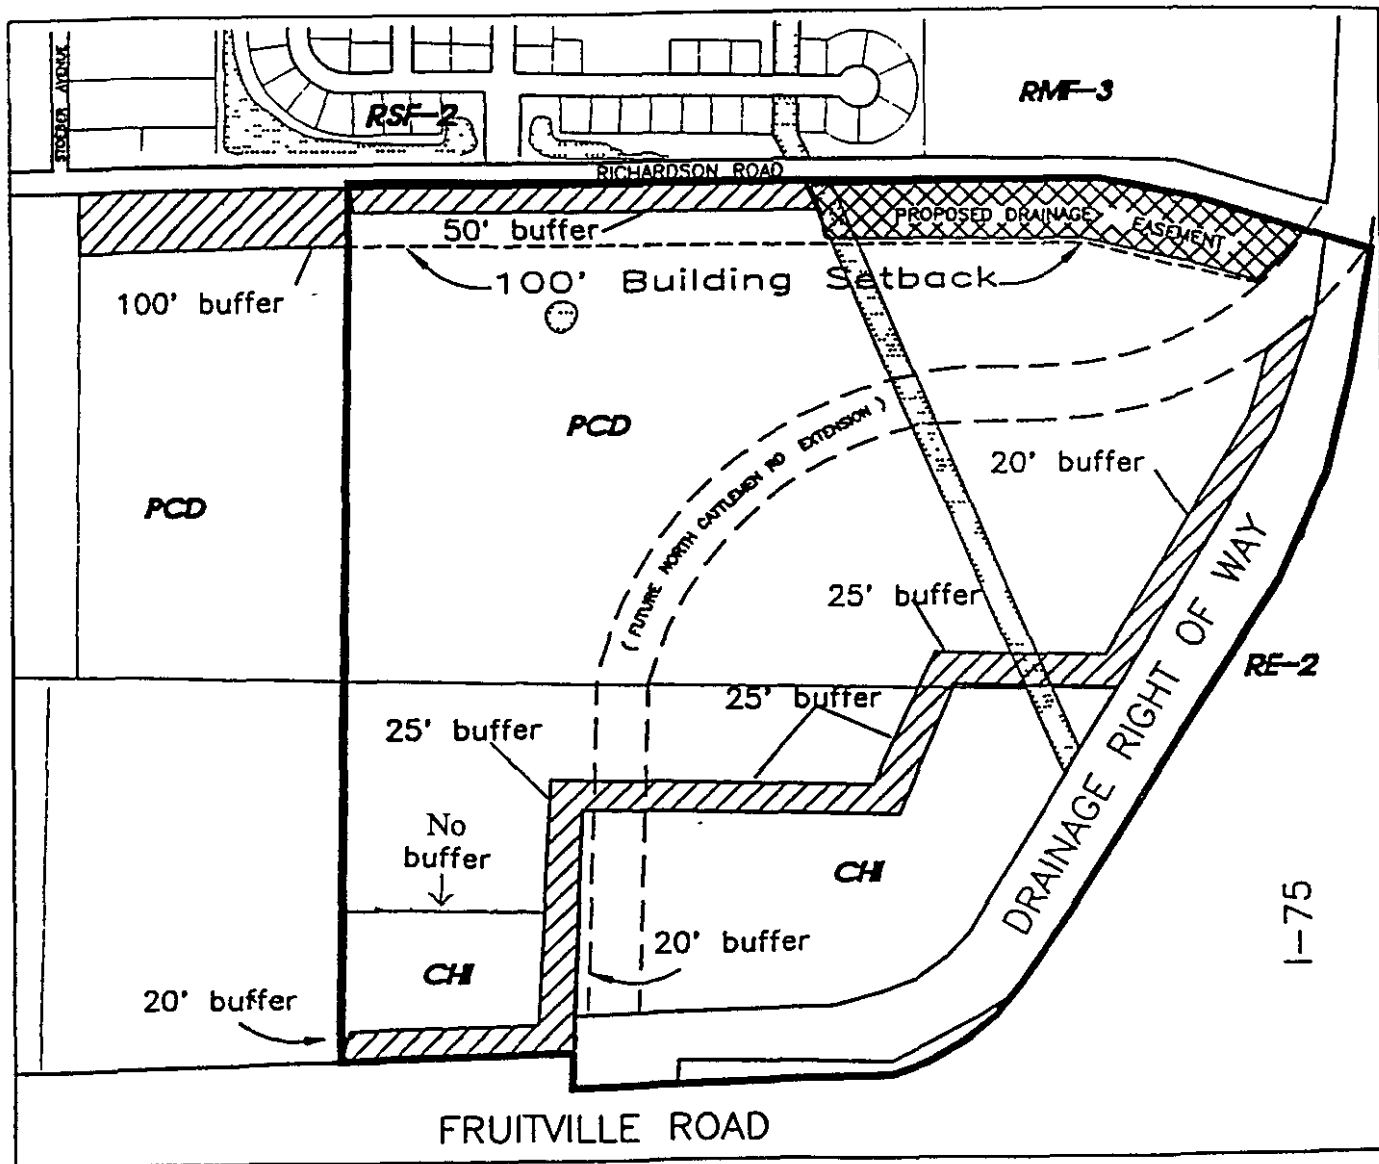 STOEBER AVENUE
RSF-2
RMF-3
RICHARDSON ROAD
50' buffer
PROPOSED DRAINAGE
EASEMENT
100' buffer
100' Building Setback
PCD
PCD
( FUTURE NORTH CATTLEMEN RD EXTENSION )
20' buffer
25' buffer
RE-2
25' buffer
25' buffer
DRAINAGE RIGHT OF WAY
No
buffer
CHI
I-75
20' buffer
CHI
20' buffer
FRUITVILLE ROAD